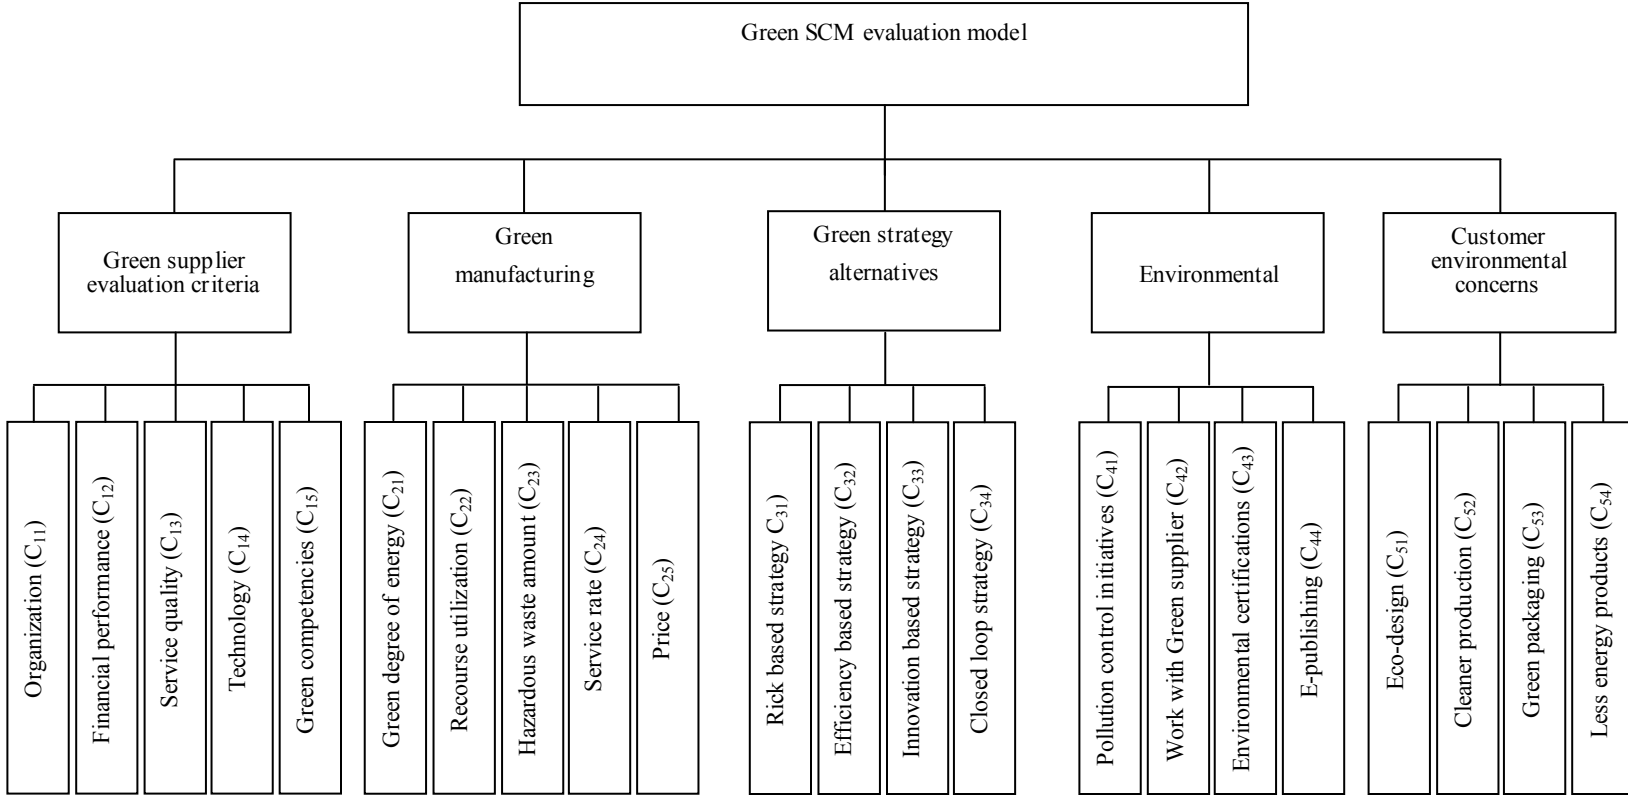 Green SCM evaluation model
Green supplier
evaluation criteria
Green
manufacturing
Green strategy
alternatives
Environmental
Customer
environmental
concerns
Organization (C₁₁)
Financial performance (C₁₂)
Service quality (C₁₃)
Technology (C₁₄)
Green competencies (C₁₅)
Green degree of energy (C₂₁)
Recourse utilization (C₂₂)
Hazardous waste amount (C₂₃)
Service rate (C₂₄)
Price (C₂₅)
Rick based strategy C₃₁)
Efficiency based strategy (C₃₂)
Innovation based strategy (C₃₃)
Closed loop strategy (C₃₄)
Pollution control initiatives (C₄₁)
Work with Green supplier (C₄₂)
Environmental certifications (C₄₃)
E-publishing (C₄₄)
Eco-design (C₅₁)
Cleaner production (C₅₂)
Green packaging (C₅₃)
Less energy products (C₅₄)